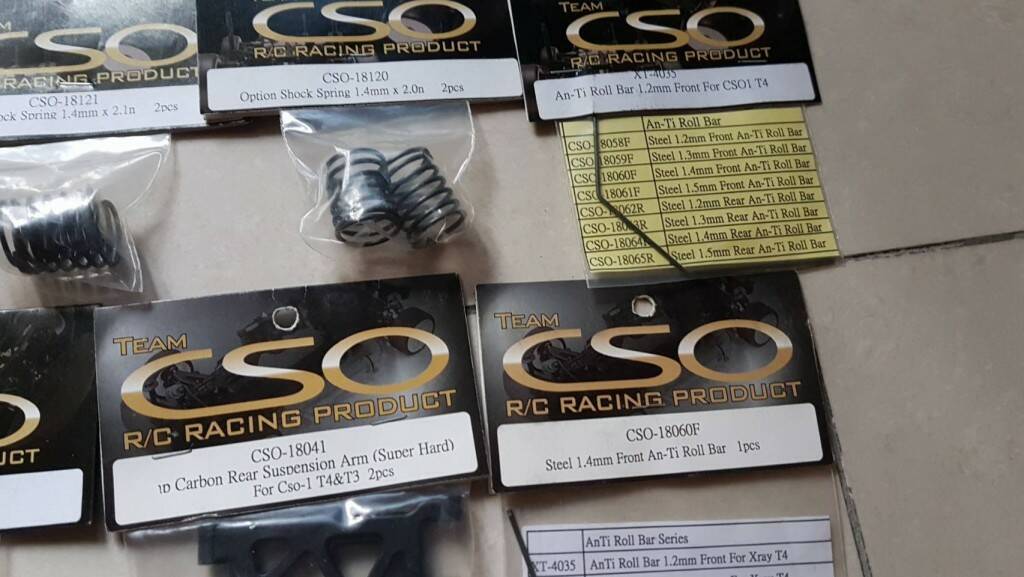 CSO
R/C RACING PRODUCT
CSO-18121
ock Spring 1.4mm x 2.1n 2pcs
TEAM
CSO
R/C RACING PRODUCT
CSO-18120
Option Shock Spring 1.4mm x 2.0n 2pcs
TEAM
CSO
R/C RACING PRODUCT
XT-4035
An-Ti Roll Bar 1.2mm Front For CSO1 T4
An-Ti Roll Bar
CSO-18058F Steel 1.2mm Front An-Ti Roll Bar
CSO-18059F Steel 1.3mm Front An-Ti Roll Bar
CSO-18060F Steel 1.4mm Front An-Ti Roll Bar
CSO-18061F Steel 1.5mm Front An-Ti Roll Bar
CSO-18062R Steel 1.2mm Rear An-Ti Roll Bar
CSO-18063R Steel 1.3mm Rear An-Ti Roll Bar
CSO-18064R Steel 1.4mm Rear An-Ti Roll Bar
CSO-18065R Steel 1.5mm Rear An-Ti Roll Bar
UCT
TEAM
CSO
R/C RACING PRODUCT
CSO-18041
Carbon Rear Suspension Arm (Super Hard)
For Cso-1 T4&T3 2pcs
TEAM
CSO
R/C RACING PRODUCT
CSO-18060F
Steel 1.4mm Front An-Ti Roll Bar 1pcs
AnTi Roll Bar Series
XT-4035 AnTi Roll Bar 1.2mm Front For Xray T4